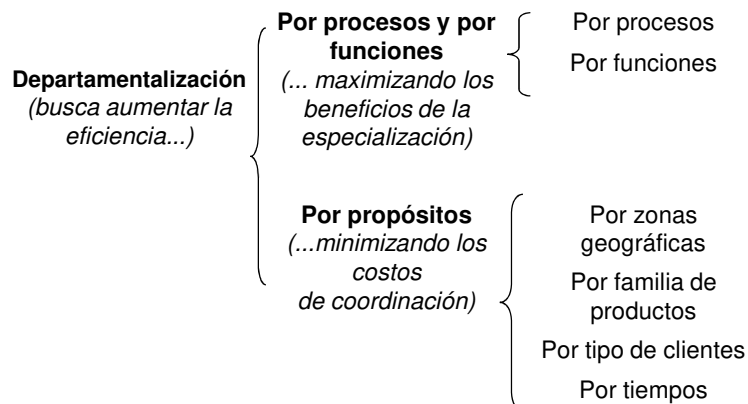 Departamentalización
(busca aumentar la
eficiencia...)
Por procesos y por
funciones
(... maximizando los
beneficios de la
especialización)
Por procesos
Por funciones
Por propósitos
(...minimizando los
costos
de coordinación)
Por zonas
geográficas
Por familia de
productos
Por tipo de clientes
Por tiempos